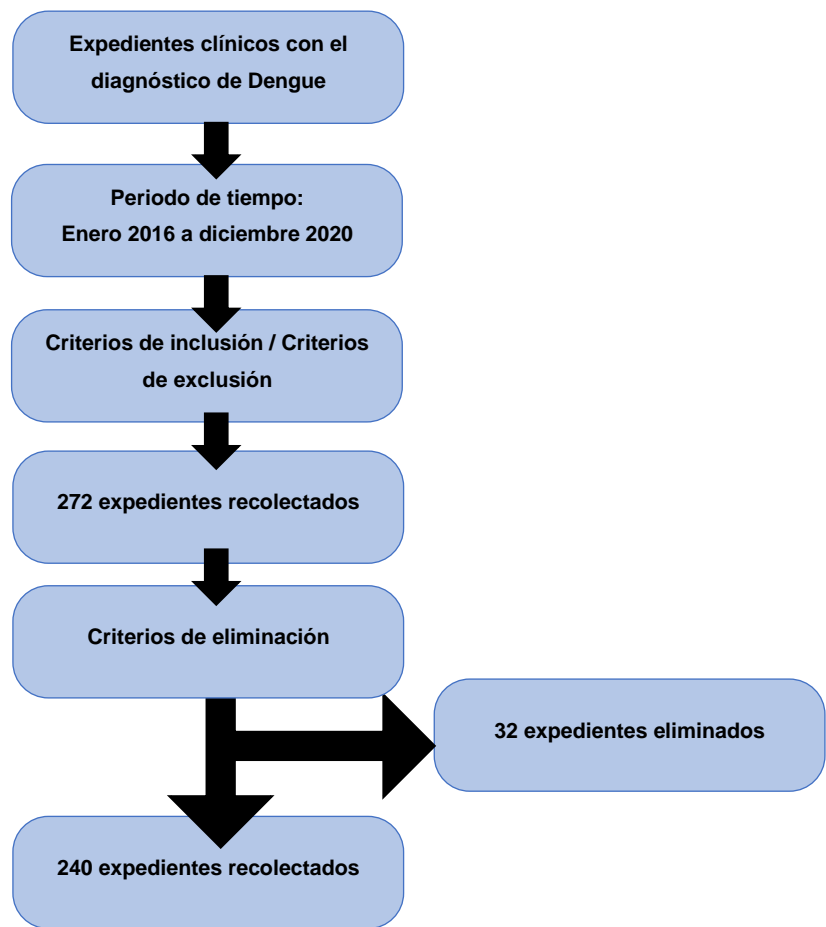 Expedientes clínicos con el
diagnóstico de Dengue
Periodo de tiempo:
Enero 2016 a diciembre 2020
Criterios de inclusión / Criterios
de exclusión
272 expedientes recolectados
Criterios de eliminación
32 expedientes eliminados
240 expedientes recolectados